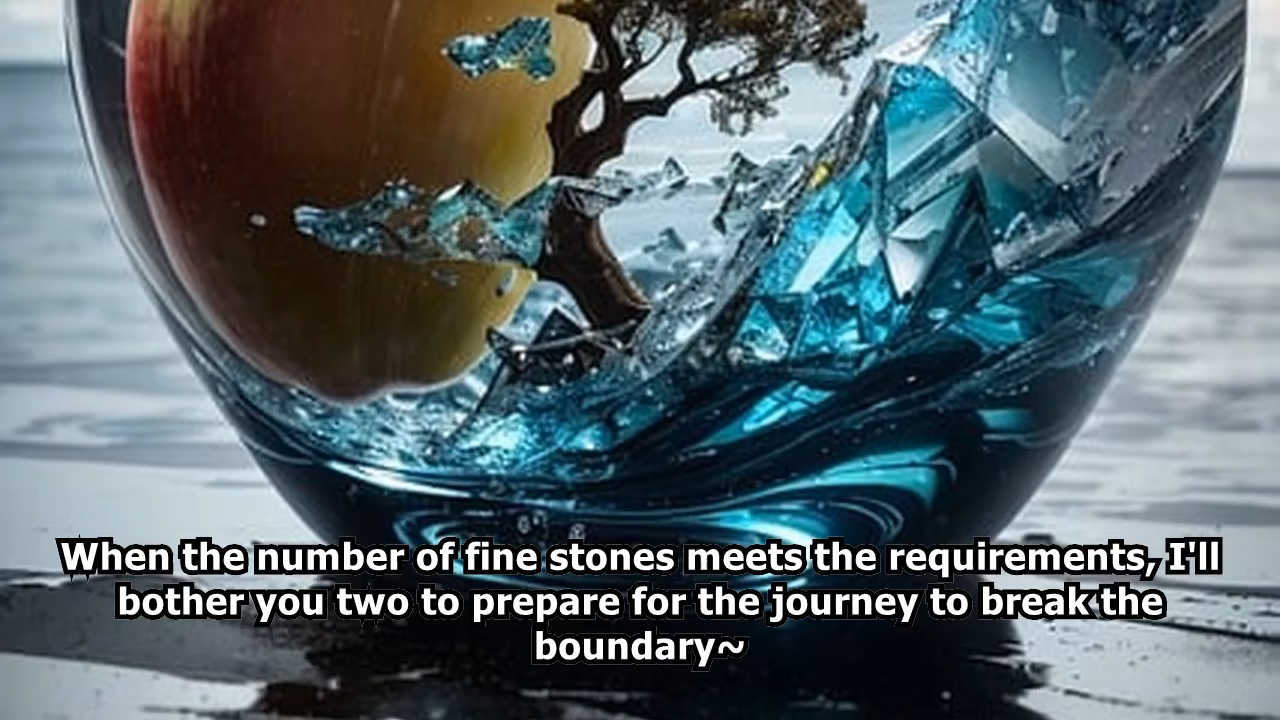 When the number of fine stones meets the requirements, I'll
bother you two to prepare for the journey to break the
boundary~